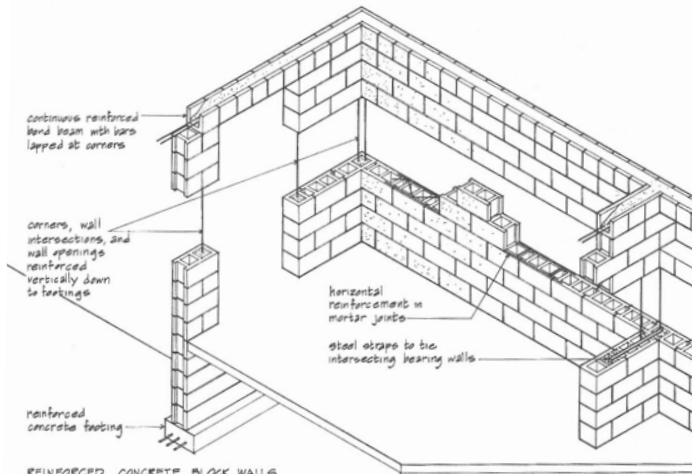 continuous reinforced
bond beam with bars
lapped at corners
corners, wall
intersections, and
wall openings
reinforced
vertically down
to footings
horizontal
reinforcement in
mortar joints
steel straps to tie
intersecting bearing walls
reinforced
concrete footing
REINFORCED CONCRETE BLOCK WALLS